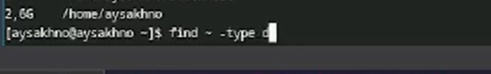 2,6G /home/aysakhno
[aysakhno@aysakhno ~]$ find ~ -type d